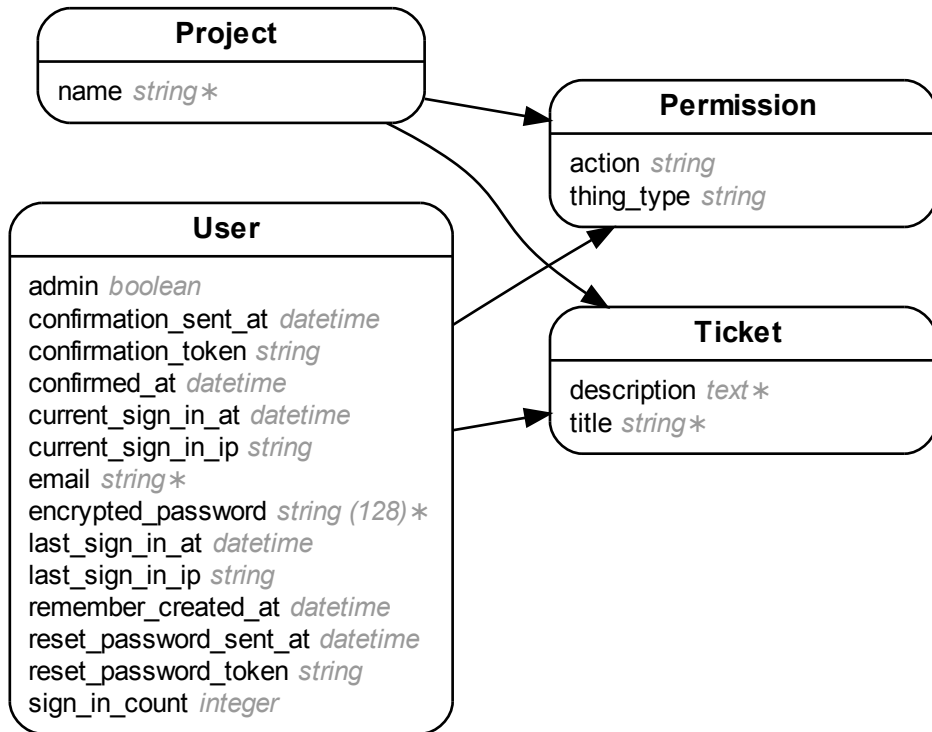 Project
name string∗
Permission
action string
thing_type string
User
admin boolean
confirmation_sent_at datetime
confirmation_token string
confirmed_at datetime
current_sign_in_at datetime
current_sign_in_ip string
email string∗
encrypted_password string (128)∗
last_sign_in_at datetime
last_sign_in_ip string
remember_created_at datetime
reset_password_sent_at datetime
reset_password_token string
sign_in_count integer
Ticket
description text∗
title string∗